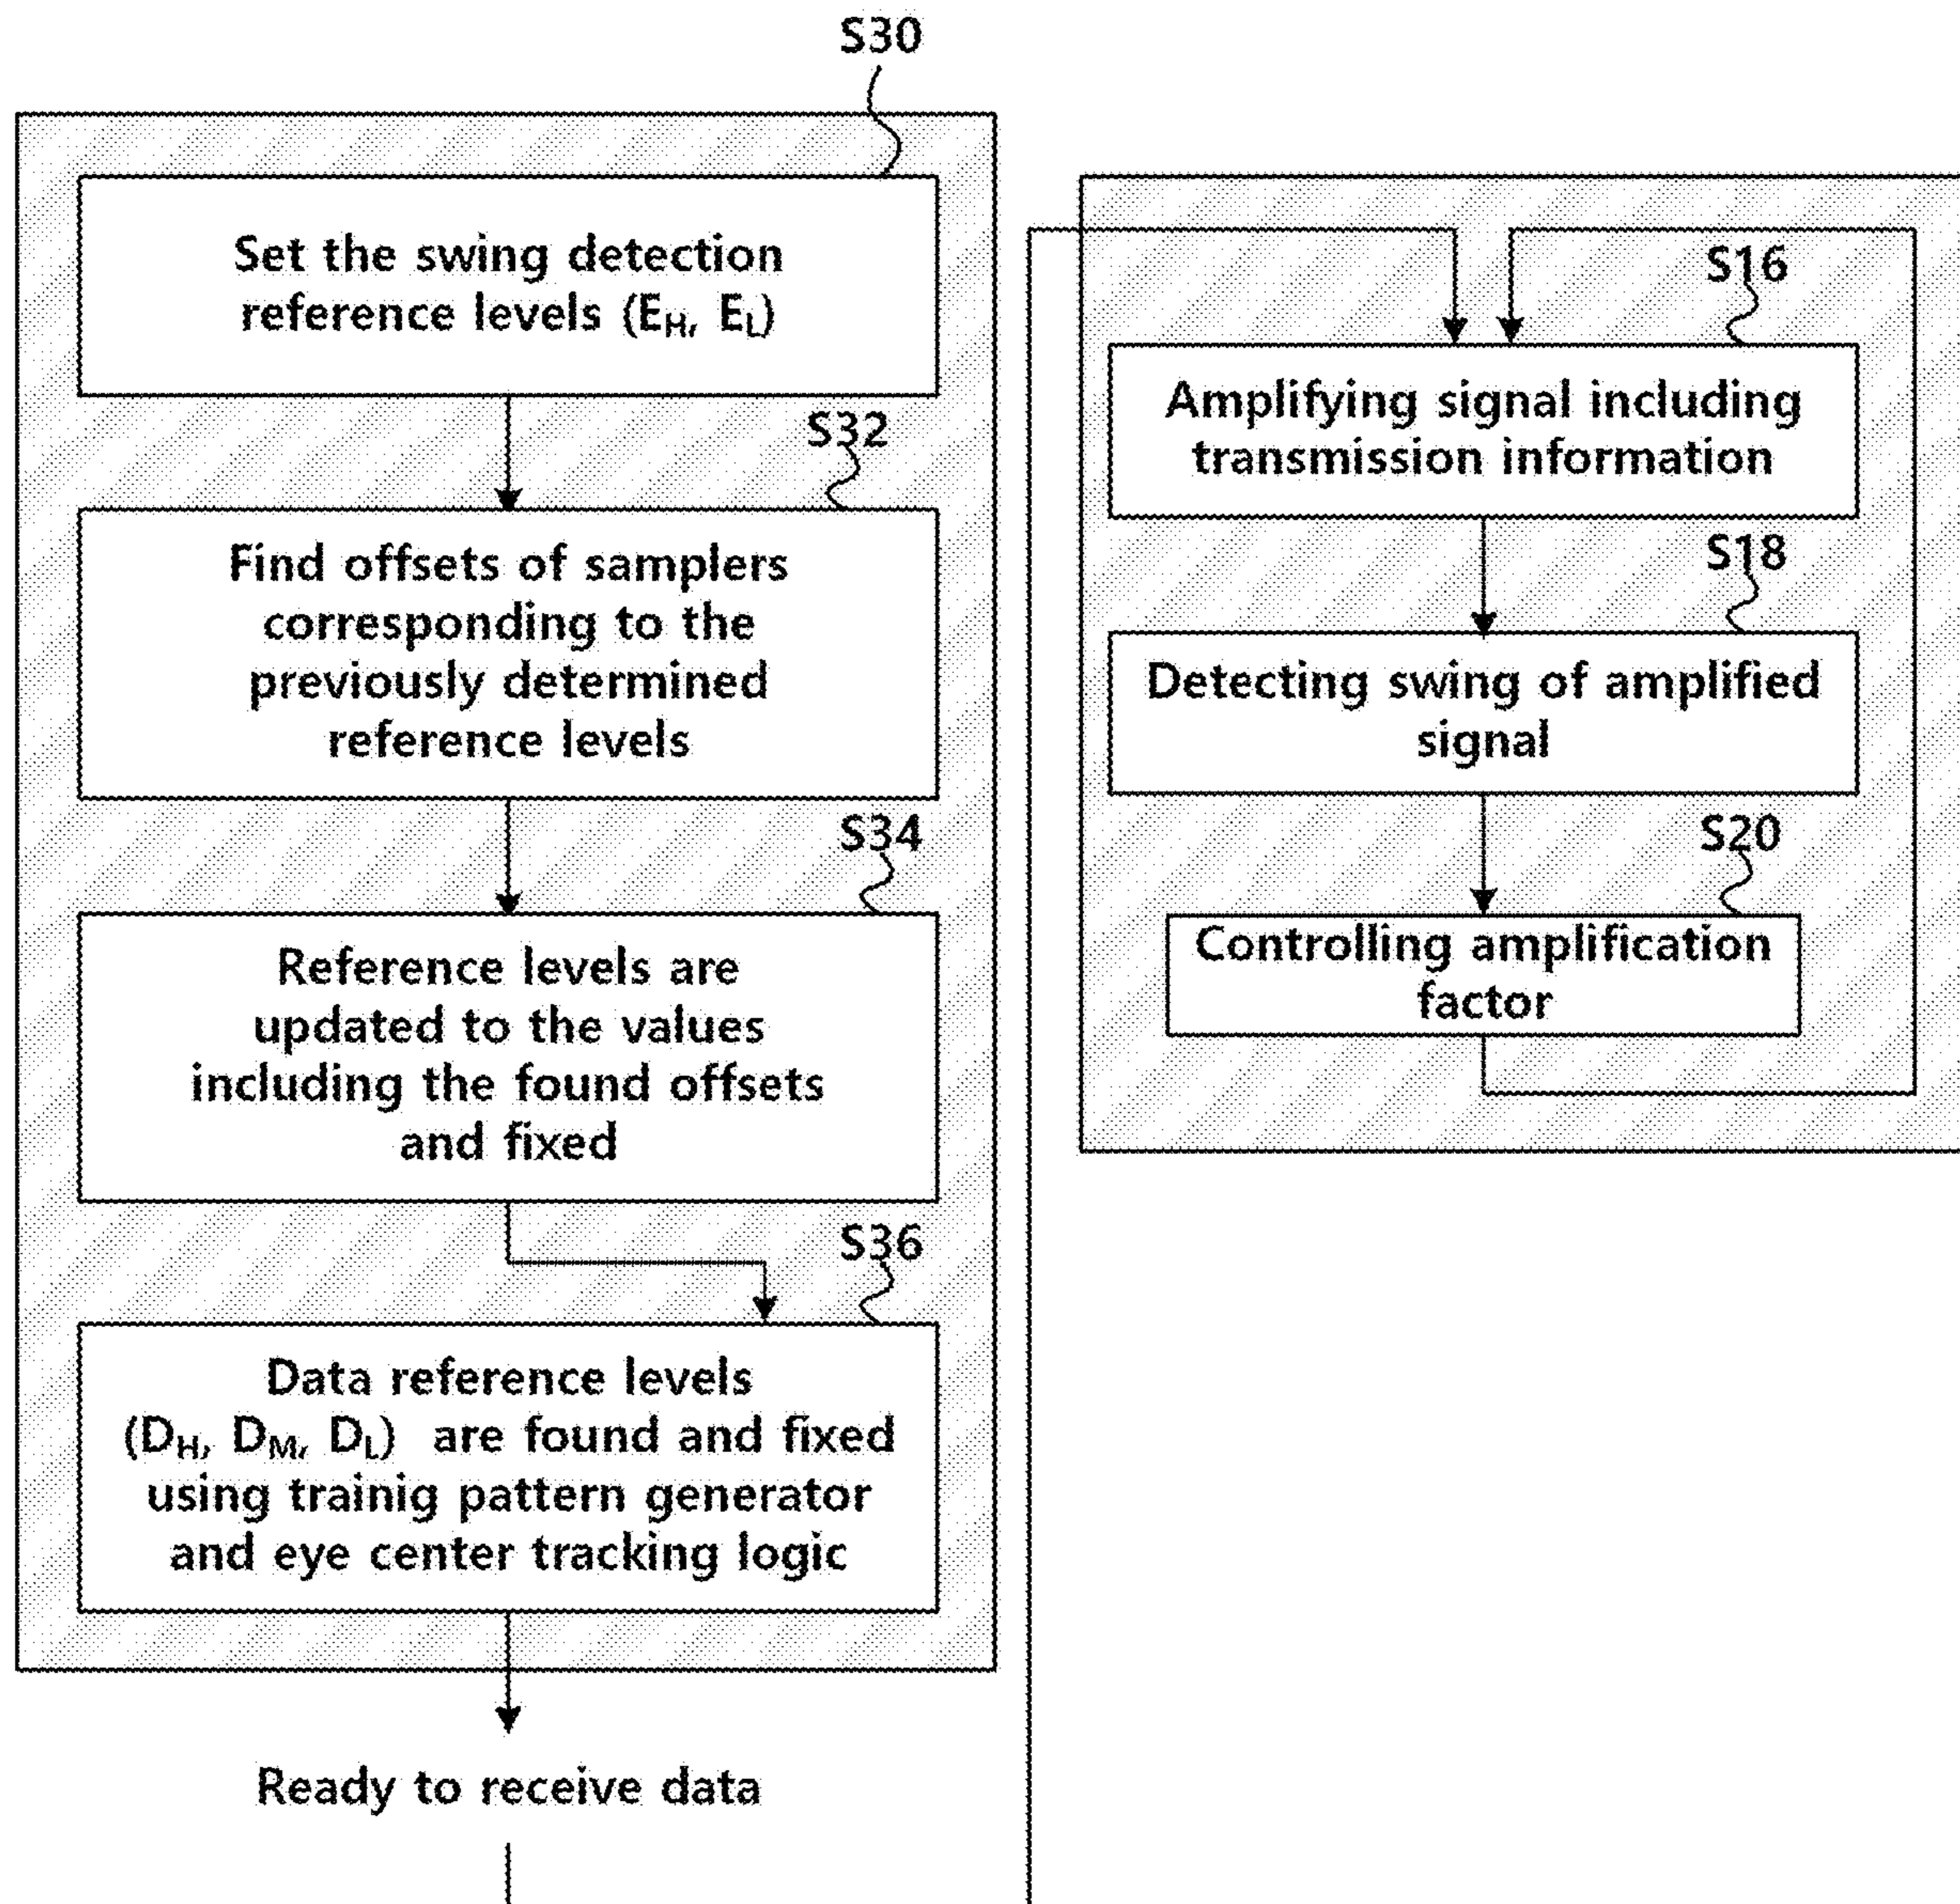 S30
Set the swing detection
reference levels (EH, EL)
S32
Find offsets of samplers
corresponding to the
previously determined
reference levels
S34
Reference levels are
updated to the values
including the found offsets
and fixed
S36
Data reference levels
(DH, DM, DL) are found and fixed
using trainig pattern generator
and eye center tracking logic
Ready to receive data
S16
Amplifying signal including
transmission information
S18
Detecting swing of amplified
signal
S20
Controlling amplification
factor